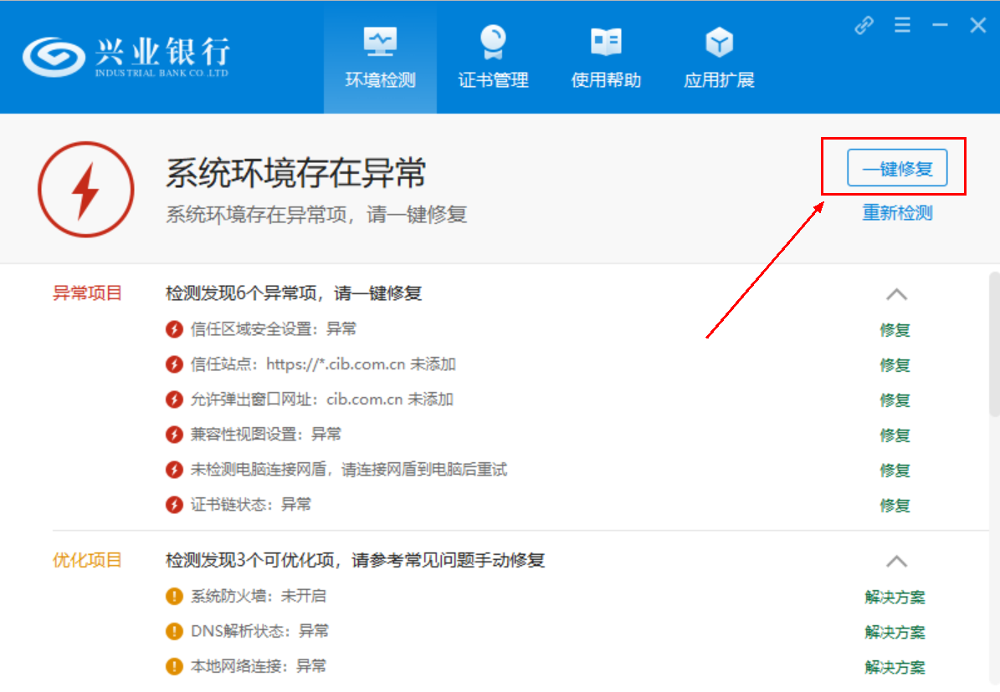 兴业银行
INDUSTRIAL BANK CO.,LTD
环境检测
证书管理
使用帮助
应用扩展
系统环境存在异常
一键修复
系统环境存在异常项，请一键修复
重新检测
异常项目
检测发现6个异常项，请一键修复
信任区域安全设置：异常
修复
信任站点：https://*.cib.com.cn 未添加
修复
允许弹出窗口网址：cib.com.cn 未添加
修复
兼容性视图设置：异常
修复
未检测电脑连接网盾，请连接网盾到电脑后重试
修复
证书链状态：异常
修复
优化项目
检测发现3个可优化项，请参考常见问题手动修复
系统防火墙：未开启
解决方案
DNS解析状态：异常
解决方案
本地网络连接：异常
解决方案